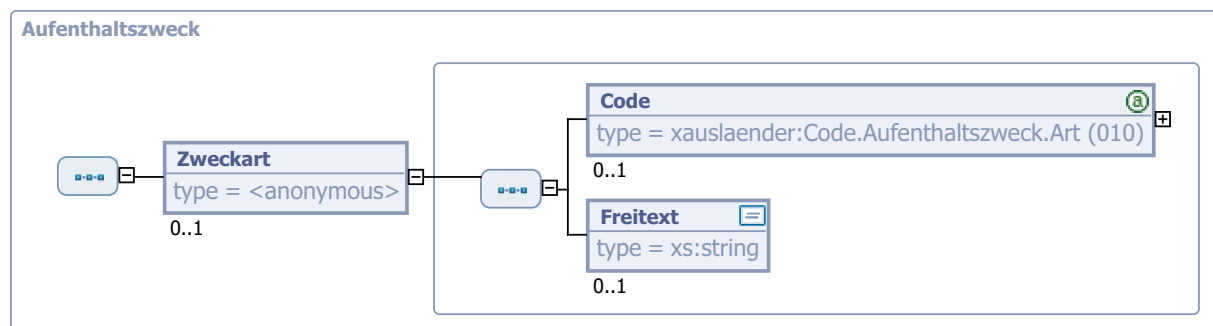 Aufenthaltszweck
Code
type = xauslaender:Code.Aufenthaltszweck.Art (010)
0..1
Zweckart
type = <anonymous>
0..1
Freitext
type = xs:string
0..1